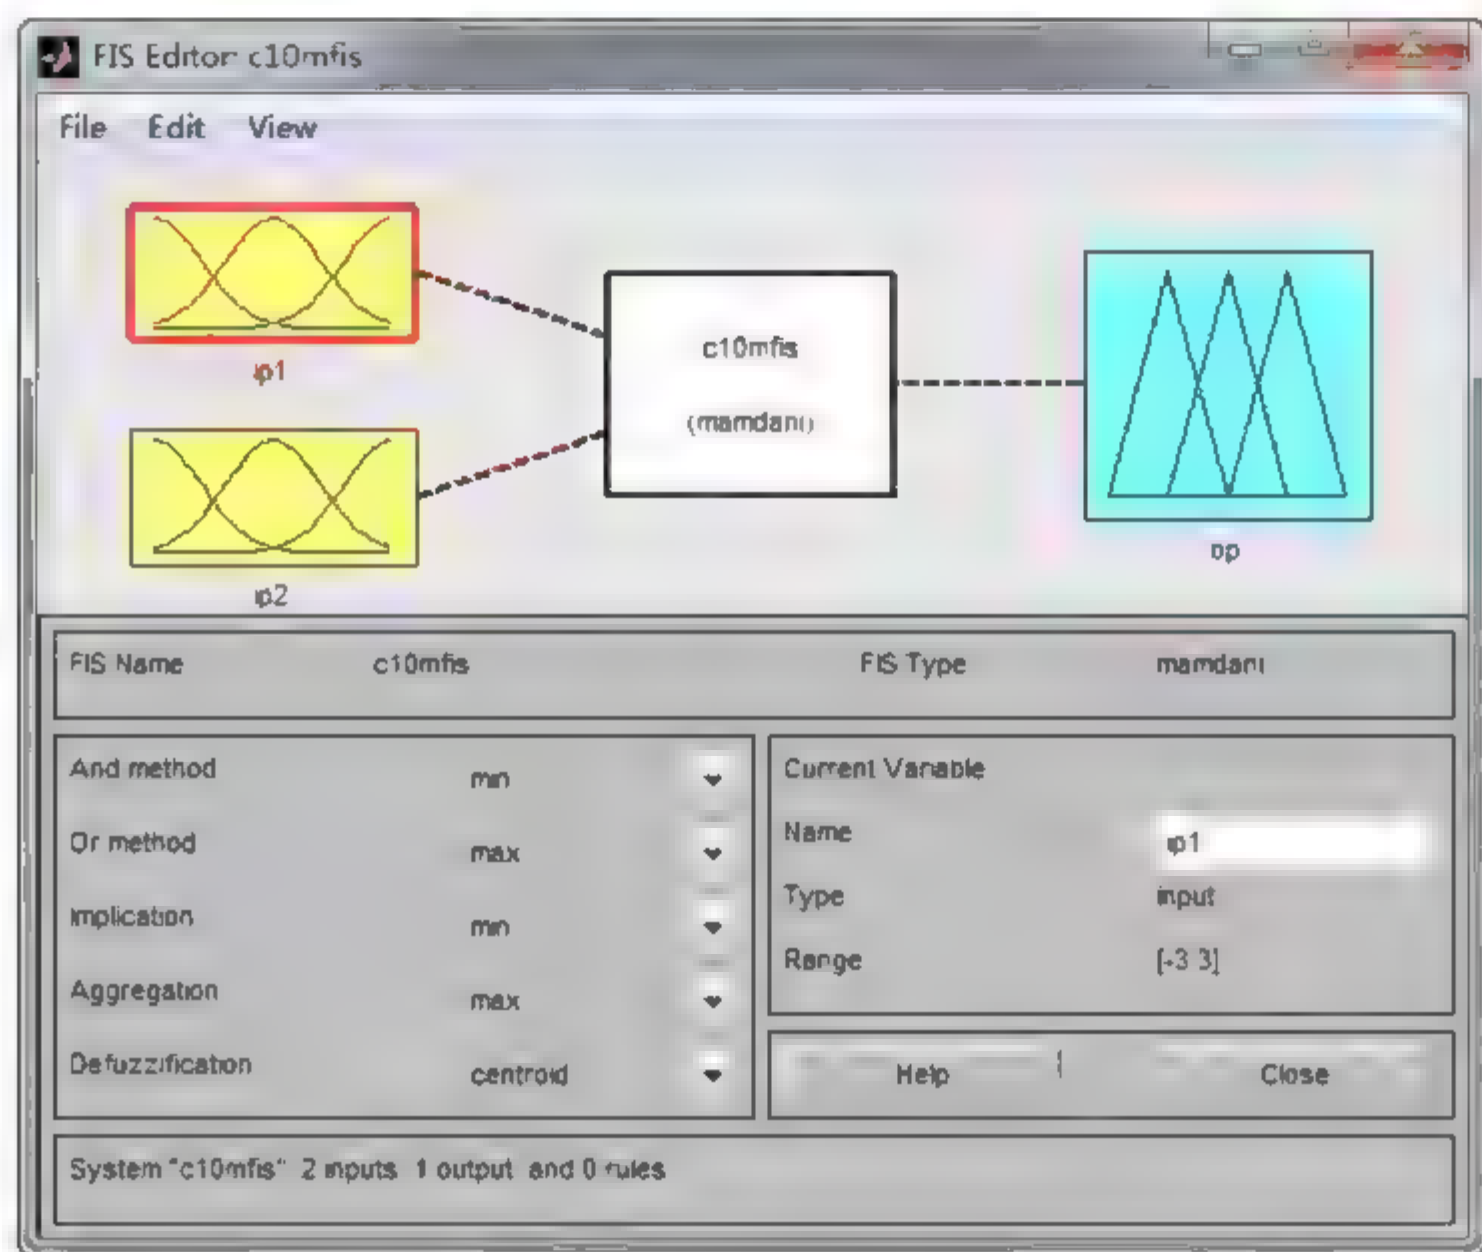 FIS Editor: c10mfis
File Edit View
ip1
c10mfis
(mamdani)
ip2
op
FIS Name c10mfis FIS Type mamdani
And method min
Or method max
Implication min
Aggregation max
Defuzzification centroid
Current Variable
Name ip1
Type input
Range [-3 3]
Help Close
System "c10mfis" 2 inputs 1 output and 0 rules